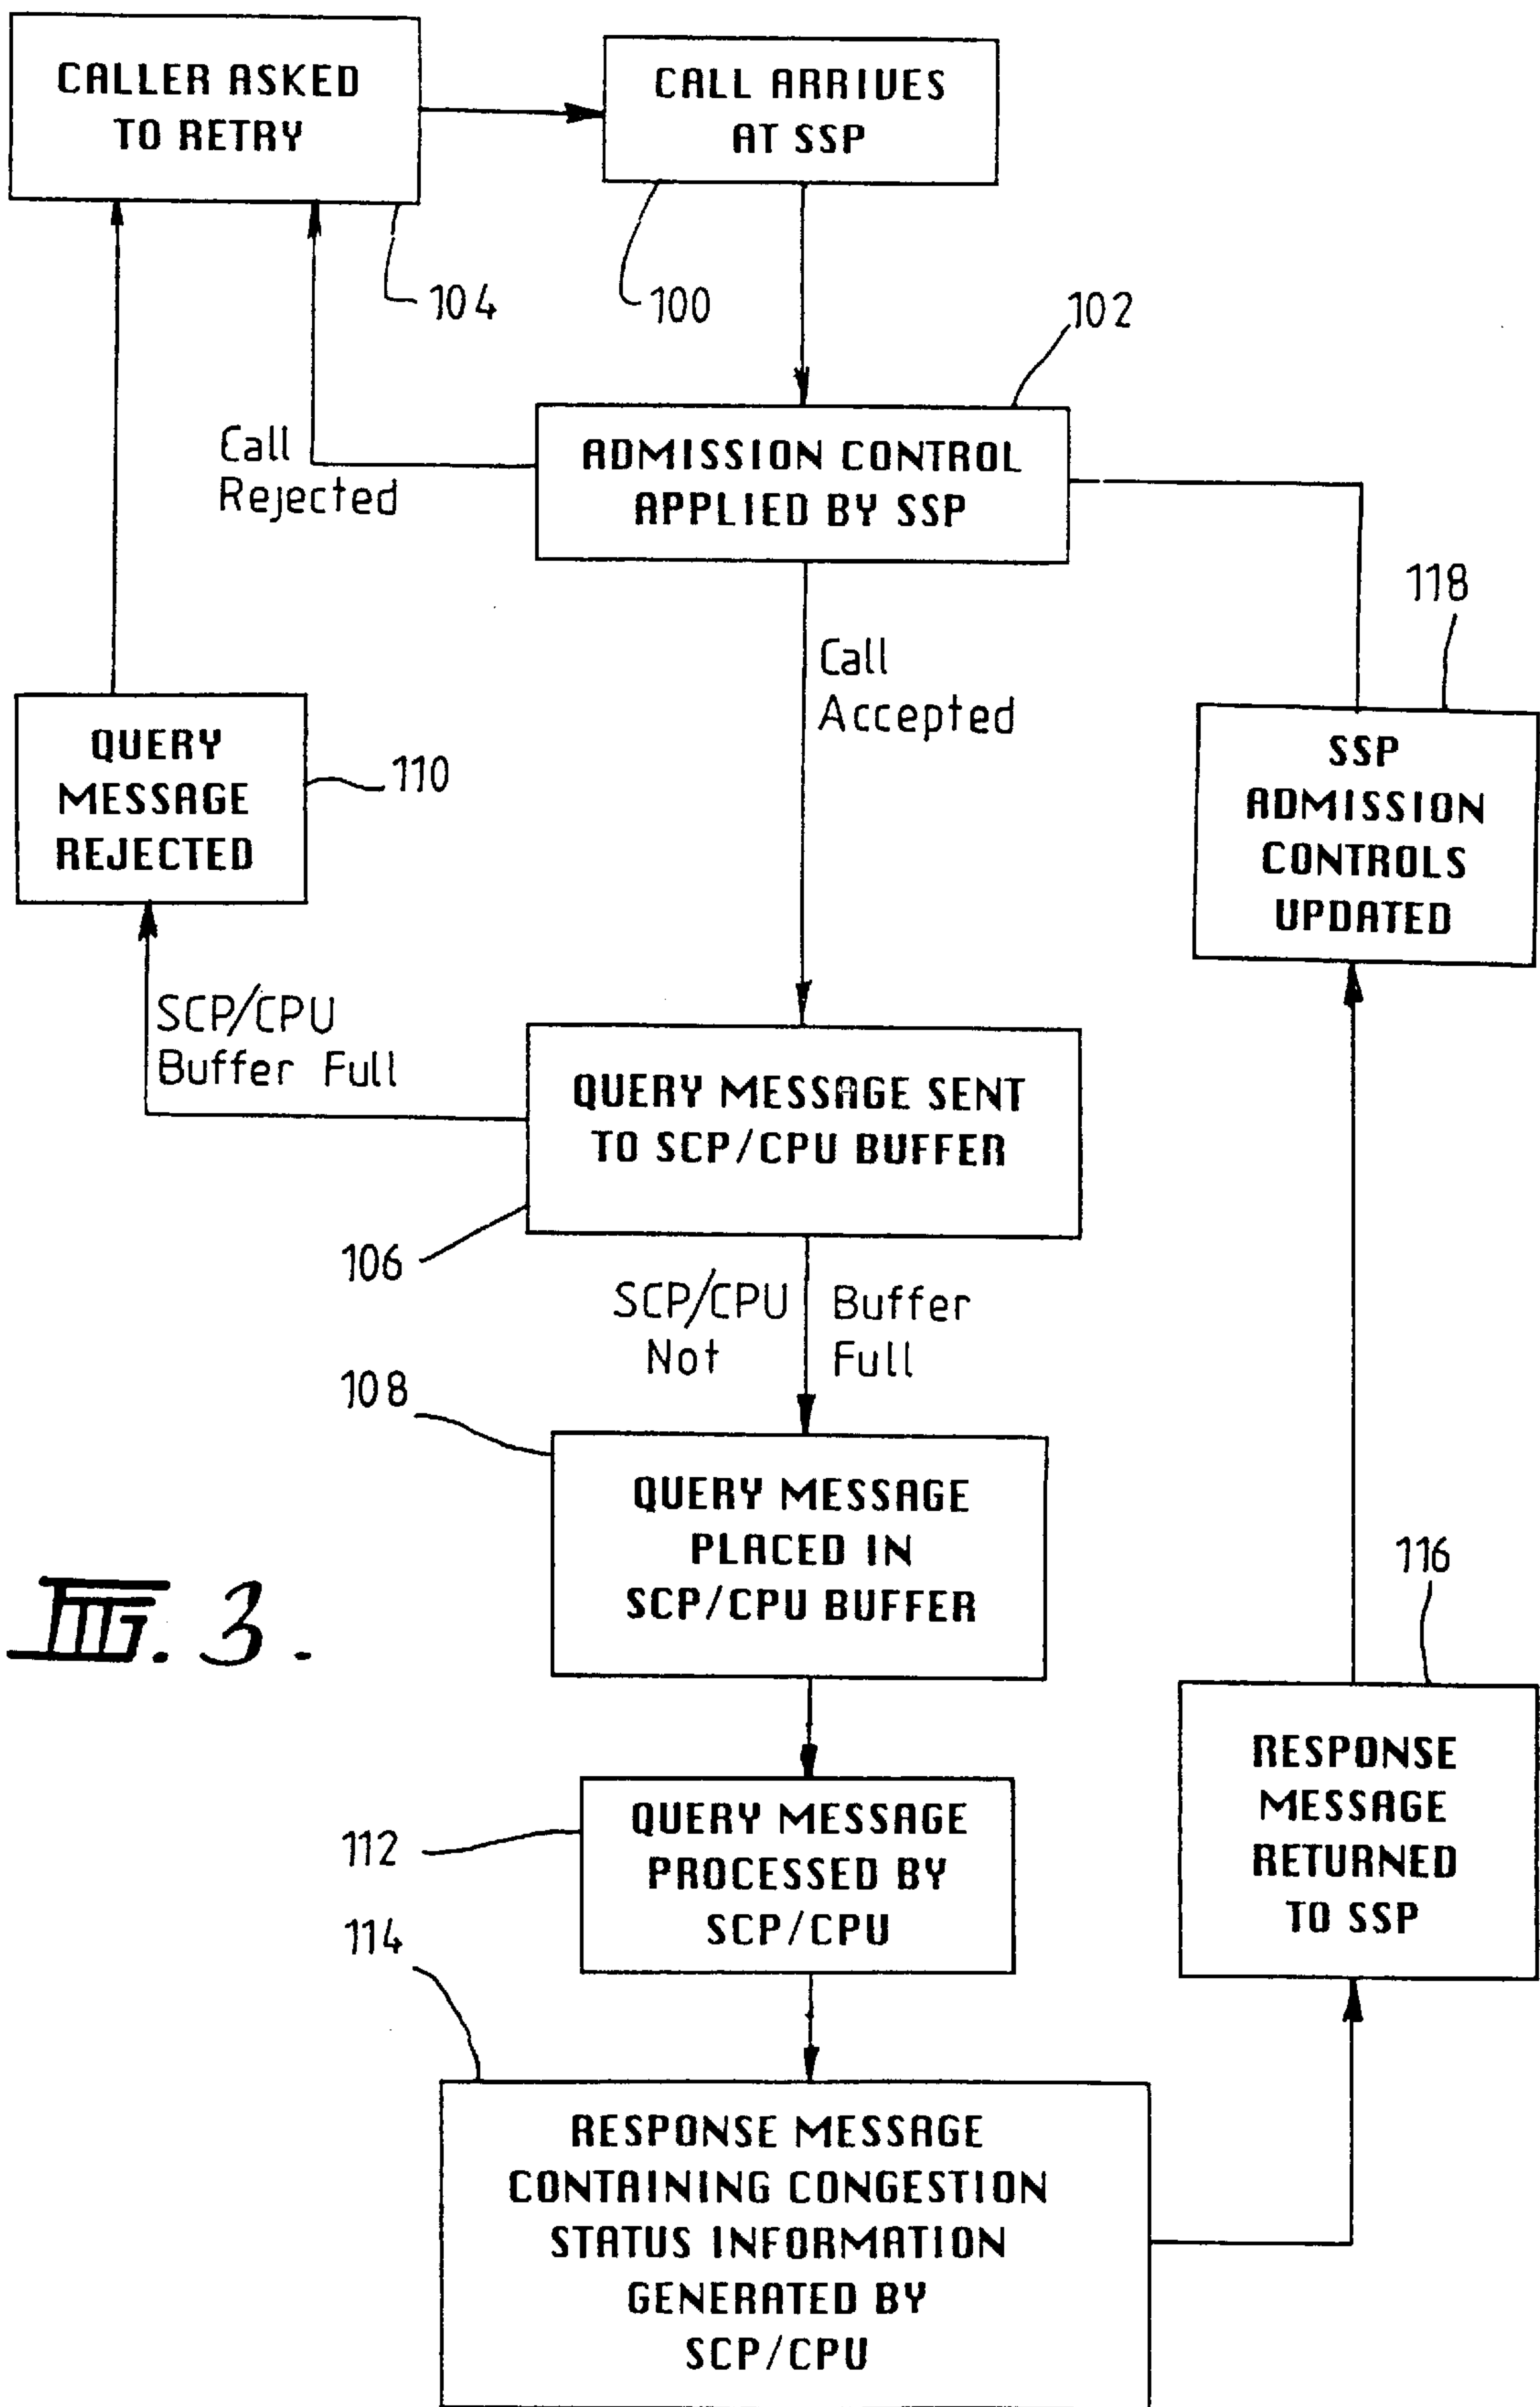 CALLER ASKED
TO RETRY
CALL ARRIVES
AT SSP
104
100
102
Call
Rejected
ADMISSION CONTROL
APPLIED BY SSP
118
Call
Accepted
QUERY
MESSAGE
REJECTED
110
SSP
ADMISSION
CONTROLS
UPDATED
SCP/CPU
Buffer Full
QUERY MESSAGE SENT
TO SCP/CPU BUFFER
106
SCP/CPU Buffer
Not Full
108
QUERY MESSAGE
PLACED IN
SCP/CPU BUFFER
FIG. 3.
116
RESPONSE
MESSAGE
RETURNED
TO SSP
112
QUERY MESSAGE
PROCESSED BY
SCP/CPU
114
RESPONSE MESSAGE
CONTAINING CONGESTION
STATUS INFORMATION
GENERATED BY
SCP/CPU